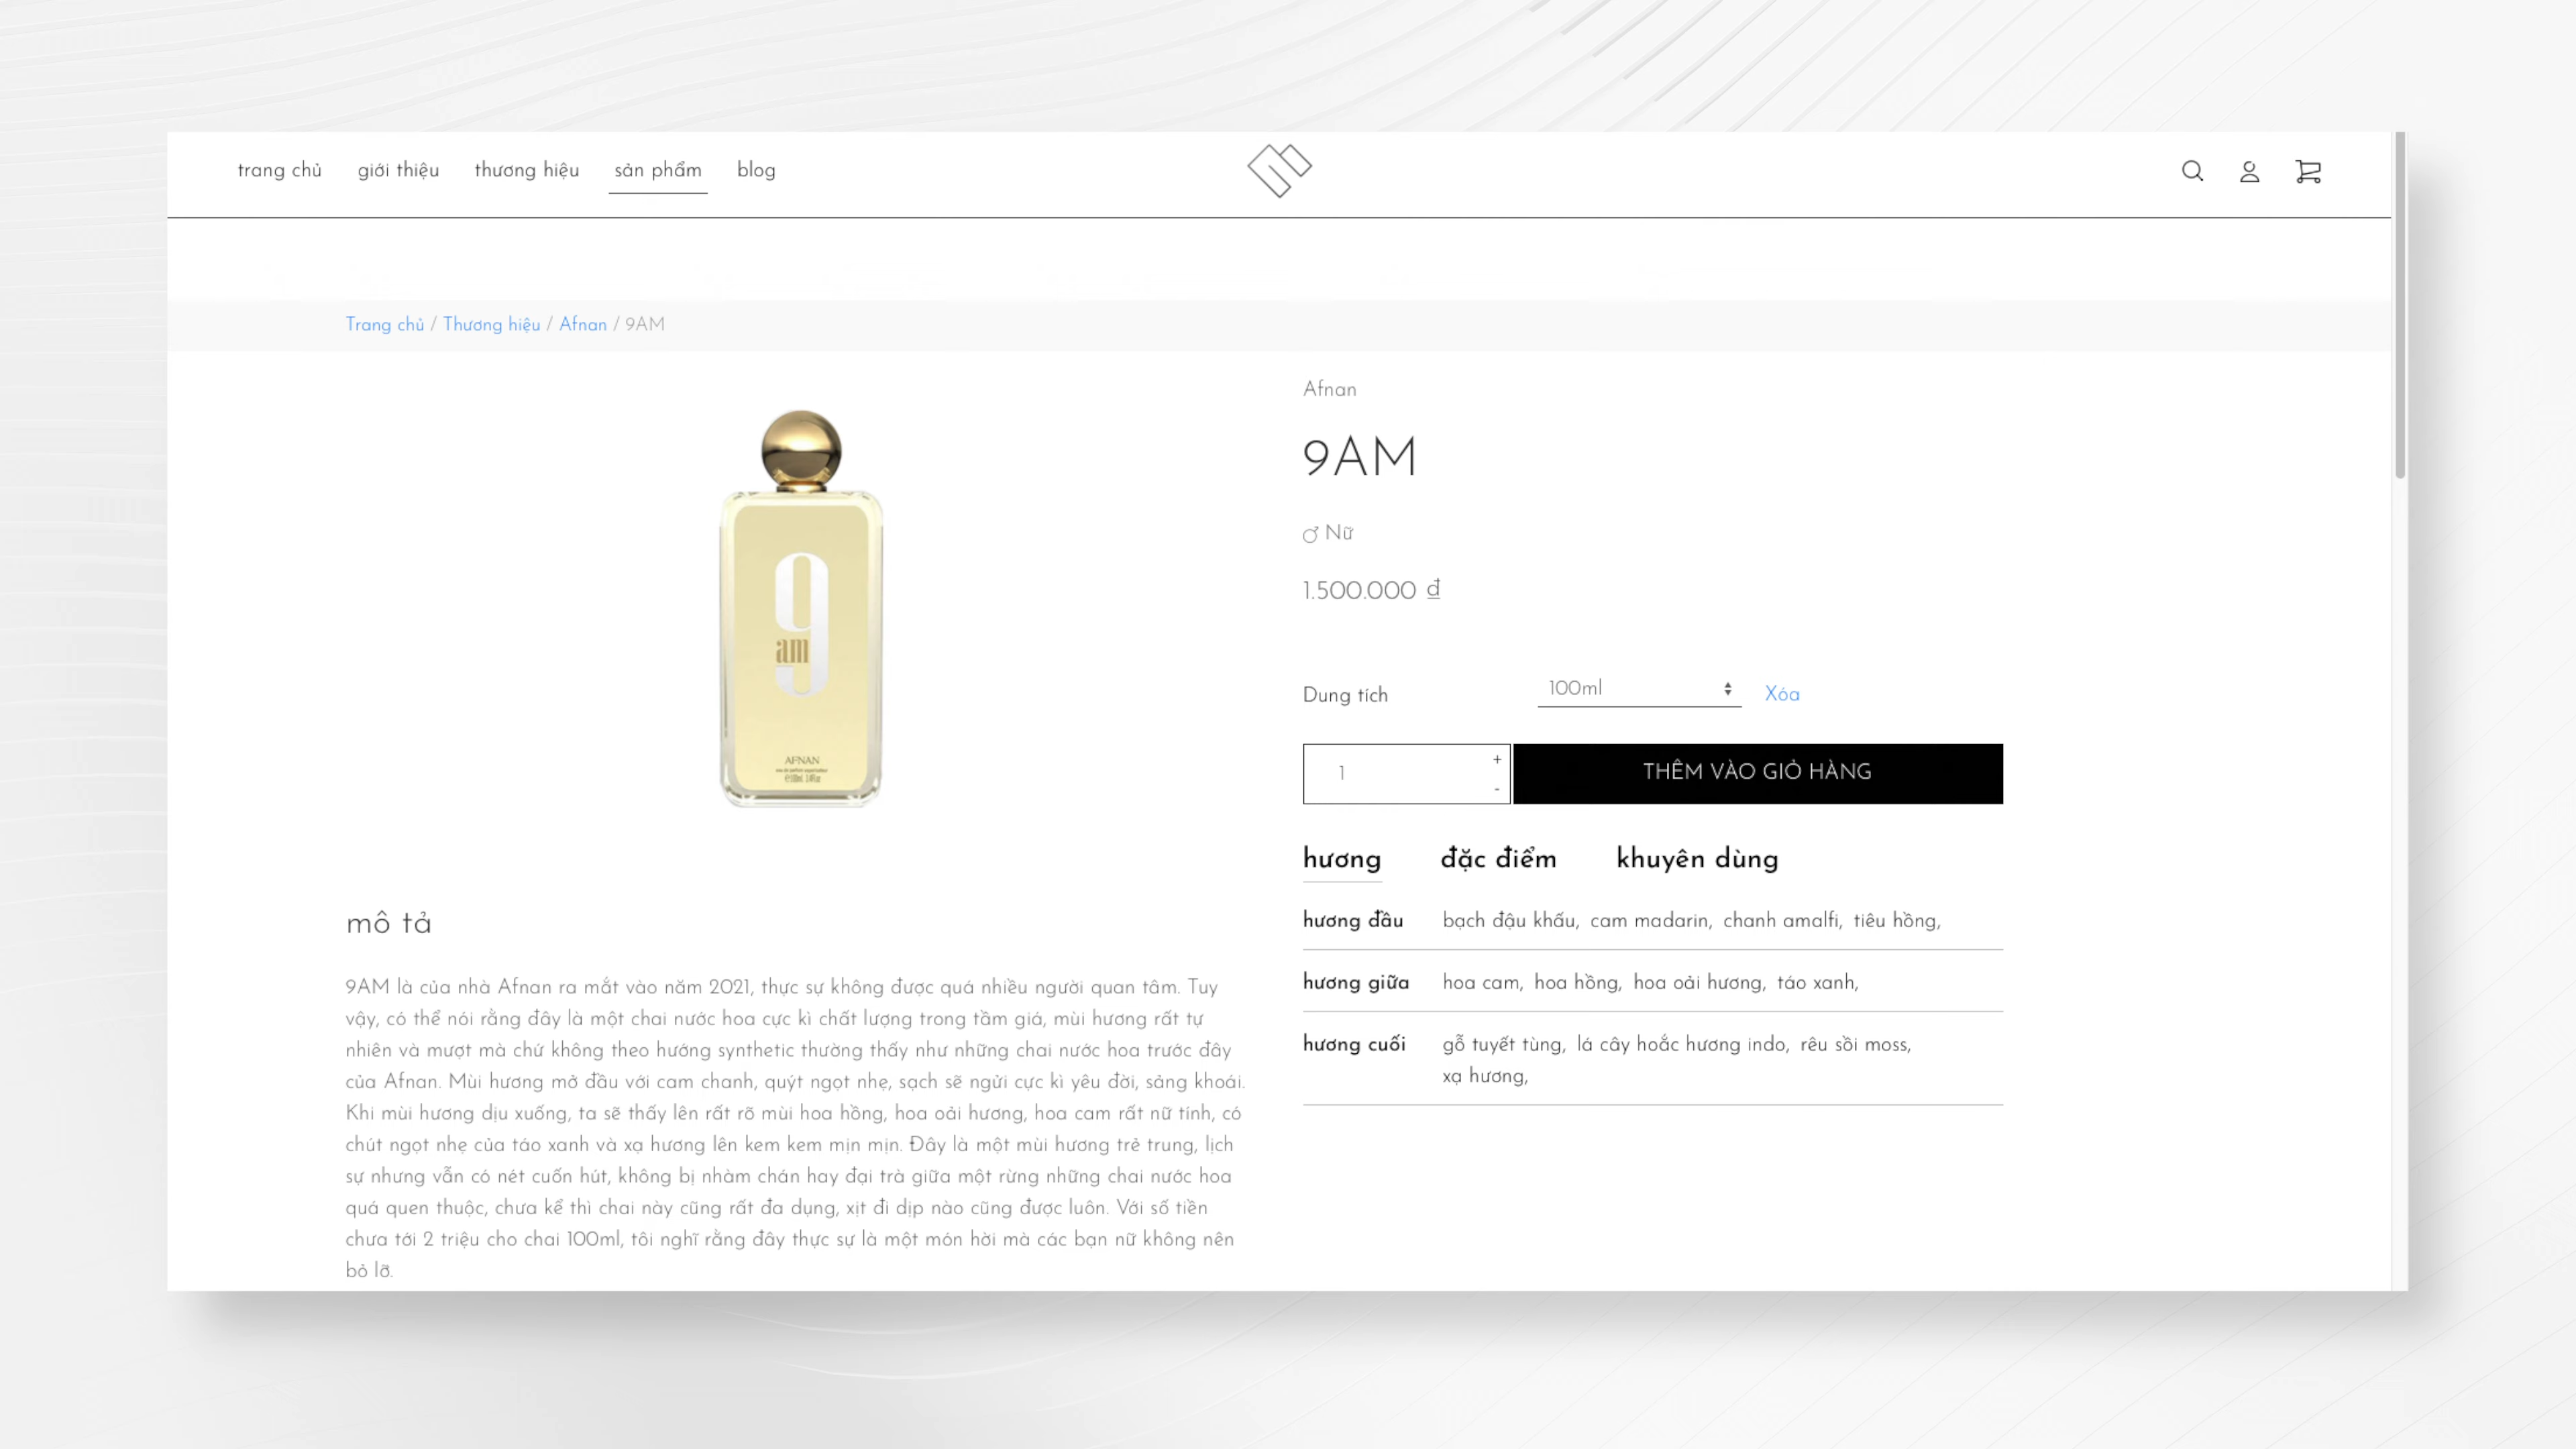 trang chủ giới thiệu thương hiệu sản phẩm blog
Trang chủ / Thương hiệu / Afnan / 9AM
Afnan
9AM
♂ Nữ
1.500.000 ₫
Dung tích 100ml Xóa
1 + - THÊM VÀO GIỎ HÀNG
hương đặc điểm khuyên dùng
hương đầu bạch đậu khấu, cam madarin, chanh amalfi, tiêu hồng,
hương giữa hoa cam, hoa hồng, hoa oải hương, táo xanh,
hương cuối gỗ tuyết tùng, lá cây hoắc hương indo, rêu sồi moss,
xạ hương,
9
am
AFNAN
mô tả
9AM là của nhà Afnan ra mắt vào năm 2021, thực sự không được quá nhiều người quan tâm. Tuy
vậy, có thể nói rằng đây là một chai nước hoa cực kì chất lượng trong tầm giá, mùi hương rất tự
nhiên và mượt mà chứ không theo hướng synthetic thường thấy như những chai nước hoa trước đây
của Afnan. Mùi hương mở đầu với cam chanh, quýt ngọt nhẹ, sạch sẽ ngửi cực kì yêu đời, sảng khoái.
Khi mùi hương dịu xuống, ta sẽ thấy lên rất rõ mùi hoa hồng, hoa oải hương, hoa cam rất nữ tính, có
chút ngọt nhẹ của táo xanh và xạ hương lên kem kem mịn mịn. Đây là một mùi hương trẻ trung, lịch
sự nhưng vẫn có nét cuốn hút, không bị nhàm chán hay đại trà giữa một rừng những chai nước hoa
quá quen thuộc, chưa kể thì chai này cũng rất đa dụng, xịt đi dịp nào cũng được luôn. Với số tiền
chưa tới 2 triệu cho chai 100ml, tôi nghĩ rằng đây thực sự là một món hời mà các bạn nữ không nên
bỏ lỡ.